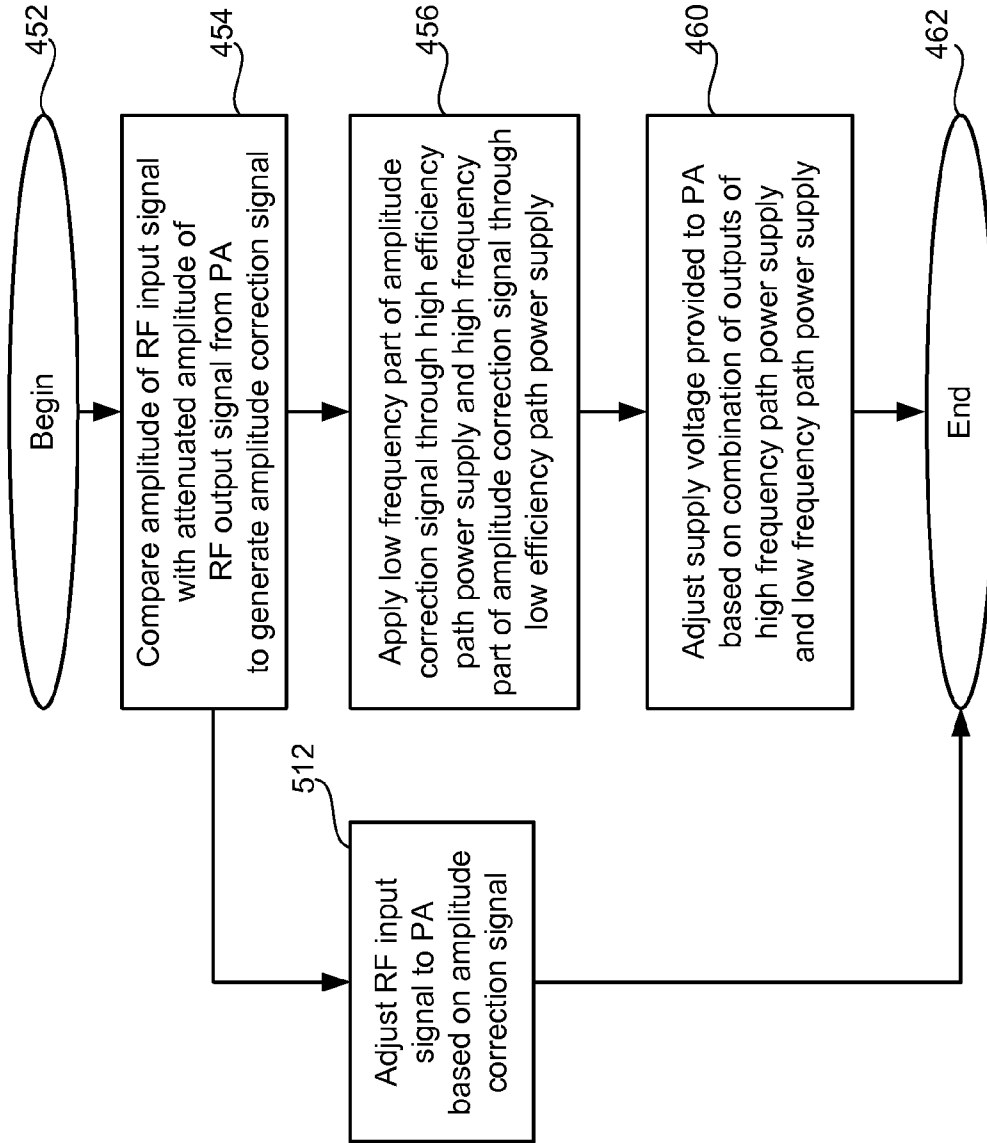 Begin
452
Compare amplitude of RF input signal
with attenuated amplitude of
RF output signal from PA
to generate amplitude correction signal
454
Apply low frequency part of amplitude
correction signal through high efficiency
path power supply and high frequency
part of amplitude correction signal through
low efficiency path power supply
456
Adjust supply voltage provided to PA
based on combination of outputs of
high frequency path power supply
and low frequency path power supply
460
End
462
Adjust RF input
signal to PA
based on amplitude
correction signal
512